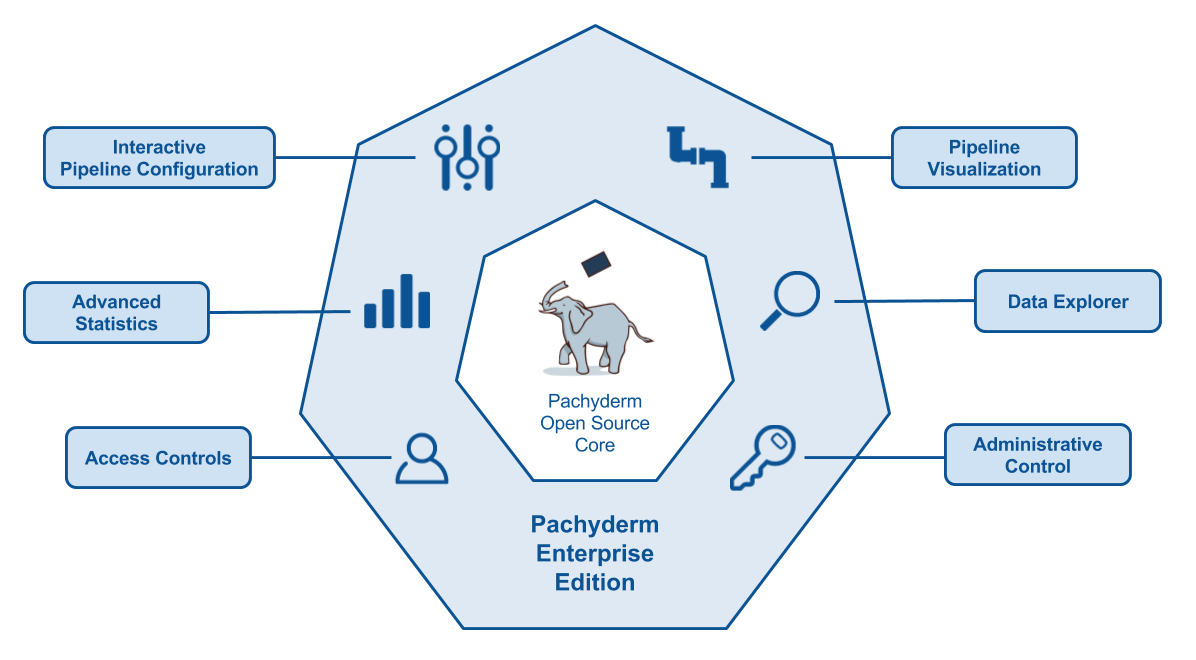 Interactive
Pipeline Configuration
Pipeline
Visualization
Advanced
Statistics
Data Explorer
Pachyderm
Open Source
Core
Access Controls
Administrative
Control
Pachyderm
Enterprise
Edition